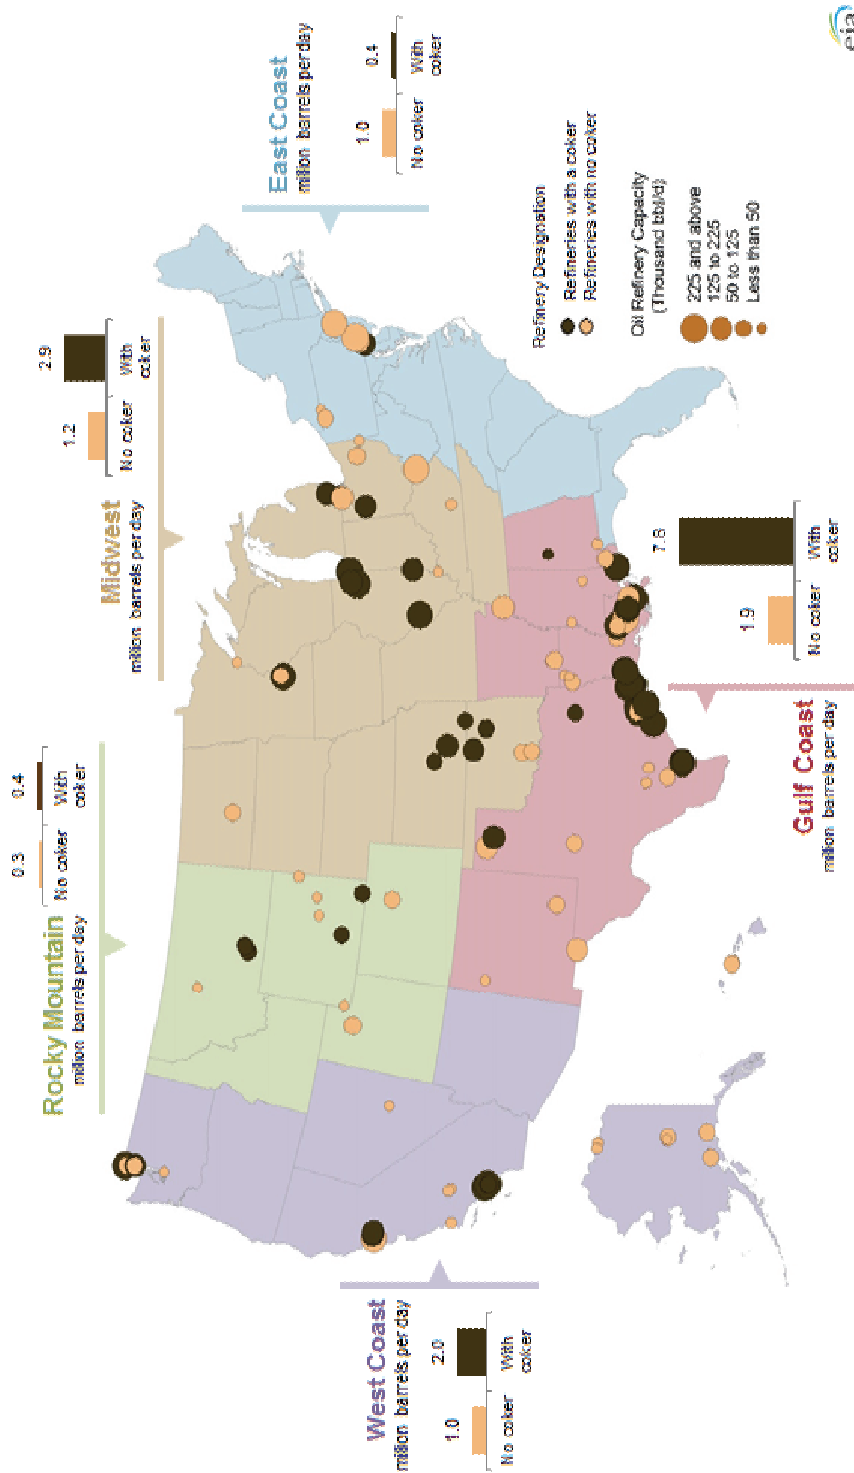 Rocky Mountain
million barrels per day
0.3
0.4
No coker
With
coker
Midwest
million barrels per day
1.2
2.9
No coker
With
coker
East Coast
million barrels per day
1.0
0.4
No coker
With
coker
West Coast
million barrels per day
1.0
2.0
No coker
With
coker
Gulf Coast
million barrels per day
1.9
No coker
With
coker
Refinery Designation
Refineries with a coker
Refineries with no coker
Oil Refinery Capacity
(Thousand bbl/d)
225 and above
125 to 225
50 to 125
Less than 50
eia